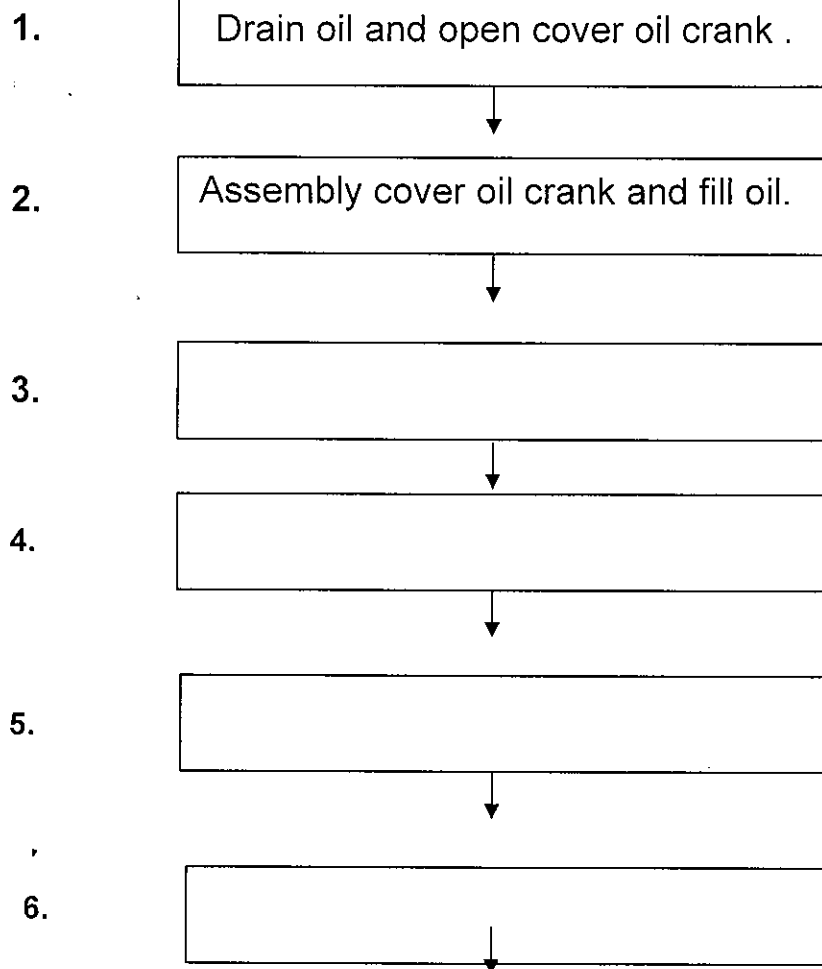 1. Drain oil and open cover oil crank .
2. Assembly cover oil crank and fill oil.
3.
4.
5.
6.